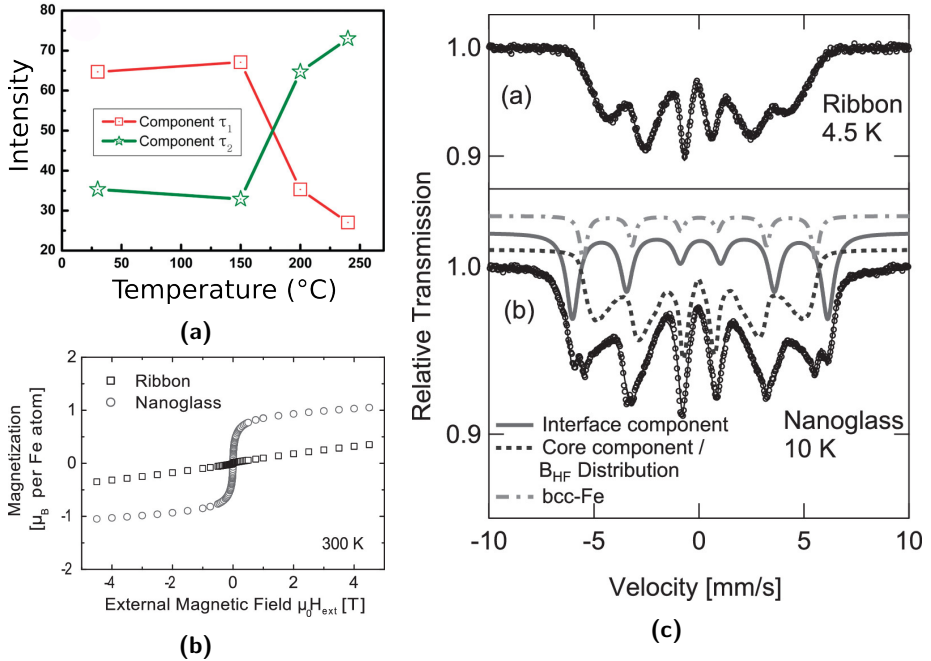 80
70
60
50
40
30
20
Intensity
Component τ1
Component τ2
0 50 100 150 200 250
Temperature (°C)
(a)
2
1
0
-1
-2
Magnetization
[μB per Fe atom]
Ribbon
Nanoglass
300 K
-4 -2 0 2 4
External Magnetic Field μ0Hext [T]
(b)
1.0
0.9
1.0
0.9
Relative Transmission
(a)
Ribbon
4.5 K
(b)
Interface component
Core component /
BHF Distribution
bcc-Fe
Nanoglass
10 K
-10 -5 0 5 10
Velocity [mm/s]
(c)